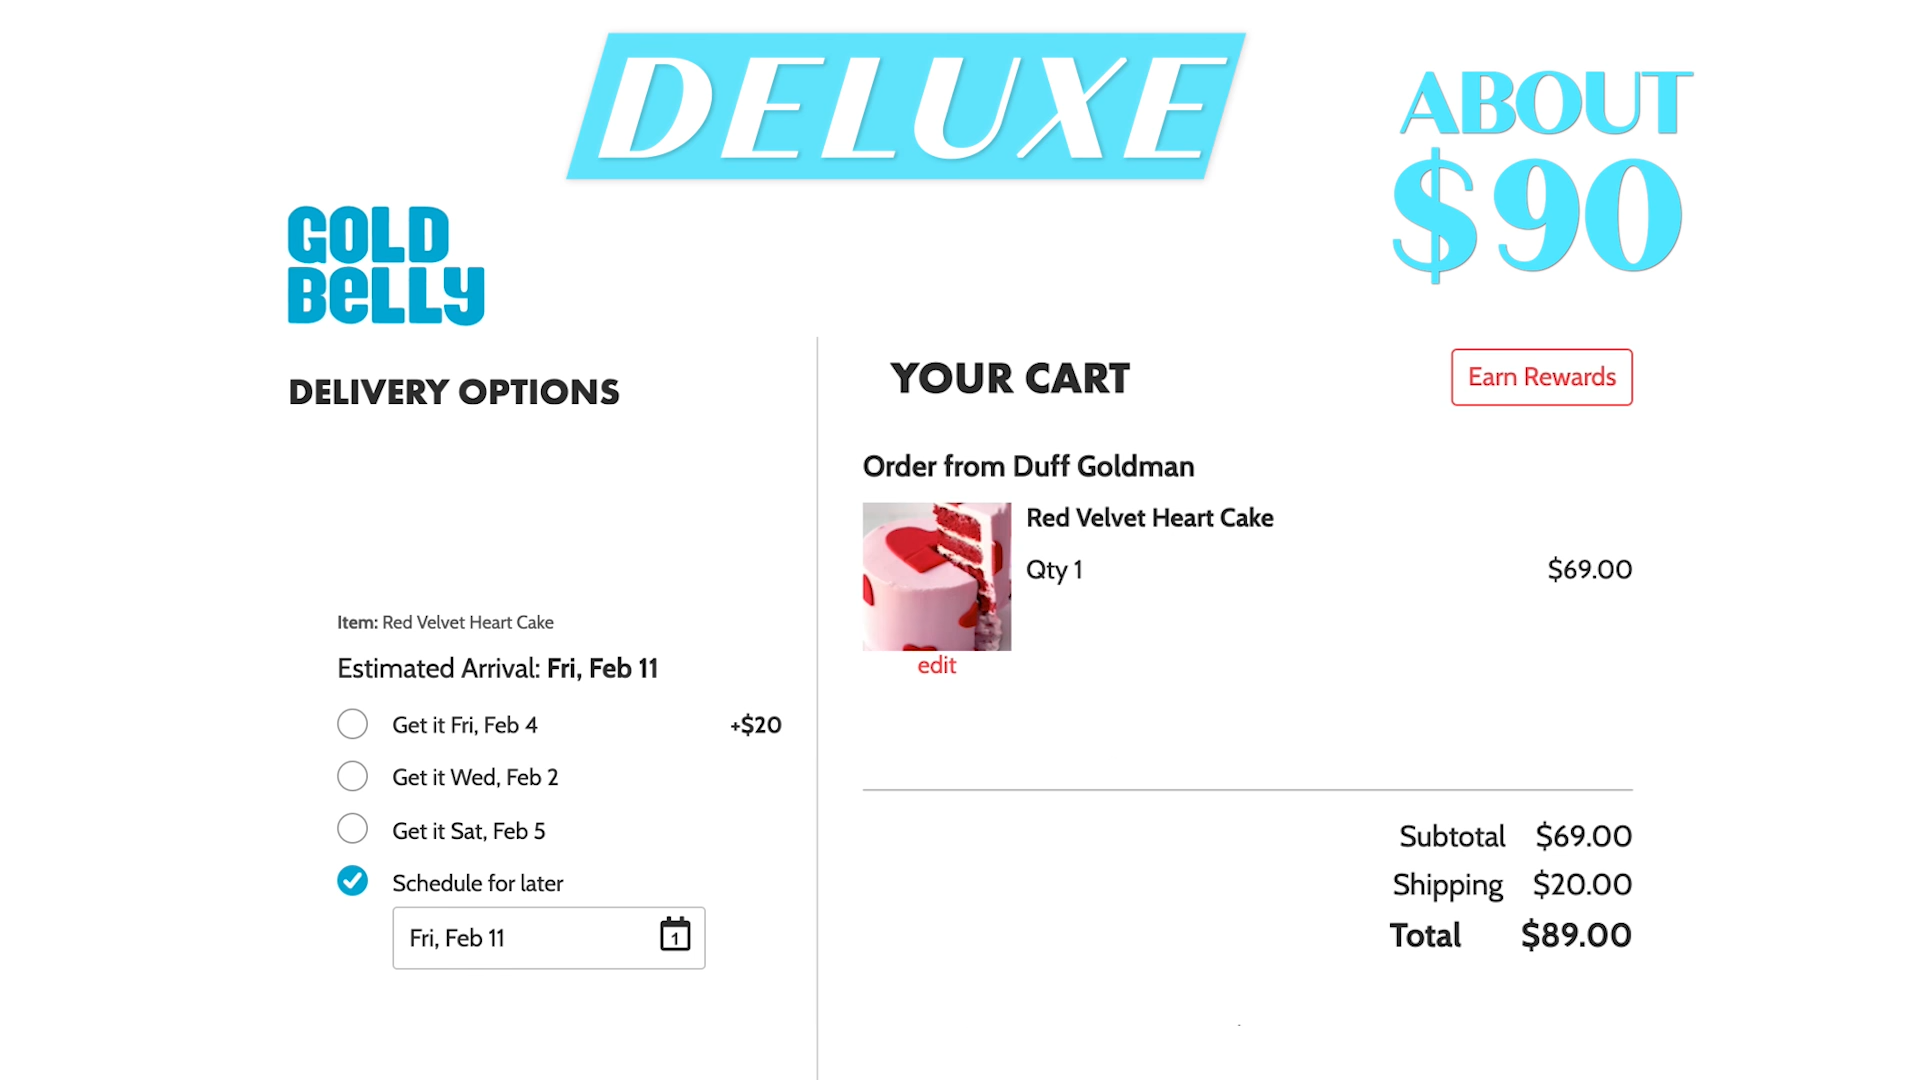 DELUXE
ABOUT
$90
GOLD
BELLY
DELIVERY OPTIONS
Item: Red Velvet Heart Cake
Estimated Arrival: Fri, Feb 11
Get it Fri, Feb 4 +$20
Get it Wed, Feb 2
Get it Sat, Feb 5
Schedule for later
Fri, Feb 11
1
YOUR CART
Earn Rewards
Order from Duff Goldman
Red Velvet Heart Cake
Qty 1 $69.00
edit
Subtotal $69.00
Shipping $20.00
Total $89.00